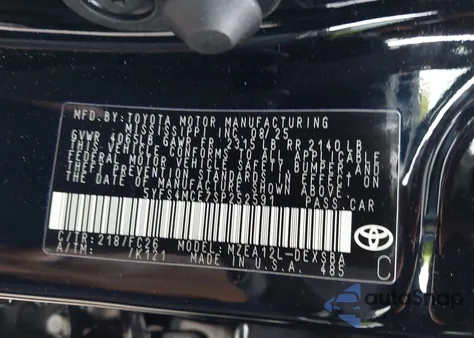 MFD.BY:TOYOTA MOTOR MANUFACTURING
MISSISSIPPI INC. 08/25
GVWR 4065LB GAWR FR 2315 LB RR 2140 LB
THIS VEHICLE CONFORMS TO ALL APPLICABLE
FEDERAL MOTOR VEHICLE SAFETY, BUMPER, AND
THEFT PREVENTION STANDARDS IN EFFECT ON
THE DATE OF MANUFACTURE SHOWN ABOVE.
5YFS4MCE7SP252591 PASS.CAR
C/TR:218/FC26 MODEL: MZEA12L-DEXSBA
A/TM: /K121 MADE IN U.S.A. 485
C
autoSnap